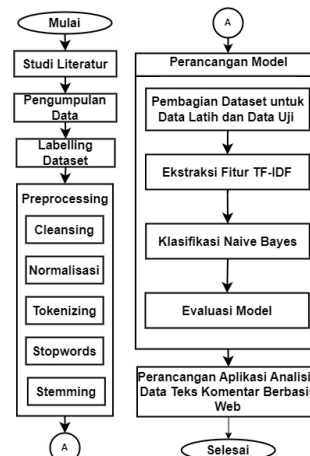 Mulai
Studi Literatur
Pengumpulan
Data
Labelling
Dataset
Preprocessing
Cleansing
Normalisasi
Tokenizing
Stopwords
Stemming
A
A
Perancangan Model
Pembagian Dataset untuk
Data Latih dan Data Uji
Ekstraksi Fitur TF-IDF
Klasifikasi Naive Bayes
Evaluasi Model
Perancangan Aplikasi Analisi
Data Teks Komentar Berbasi
Web
Selesai